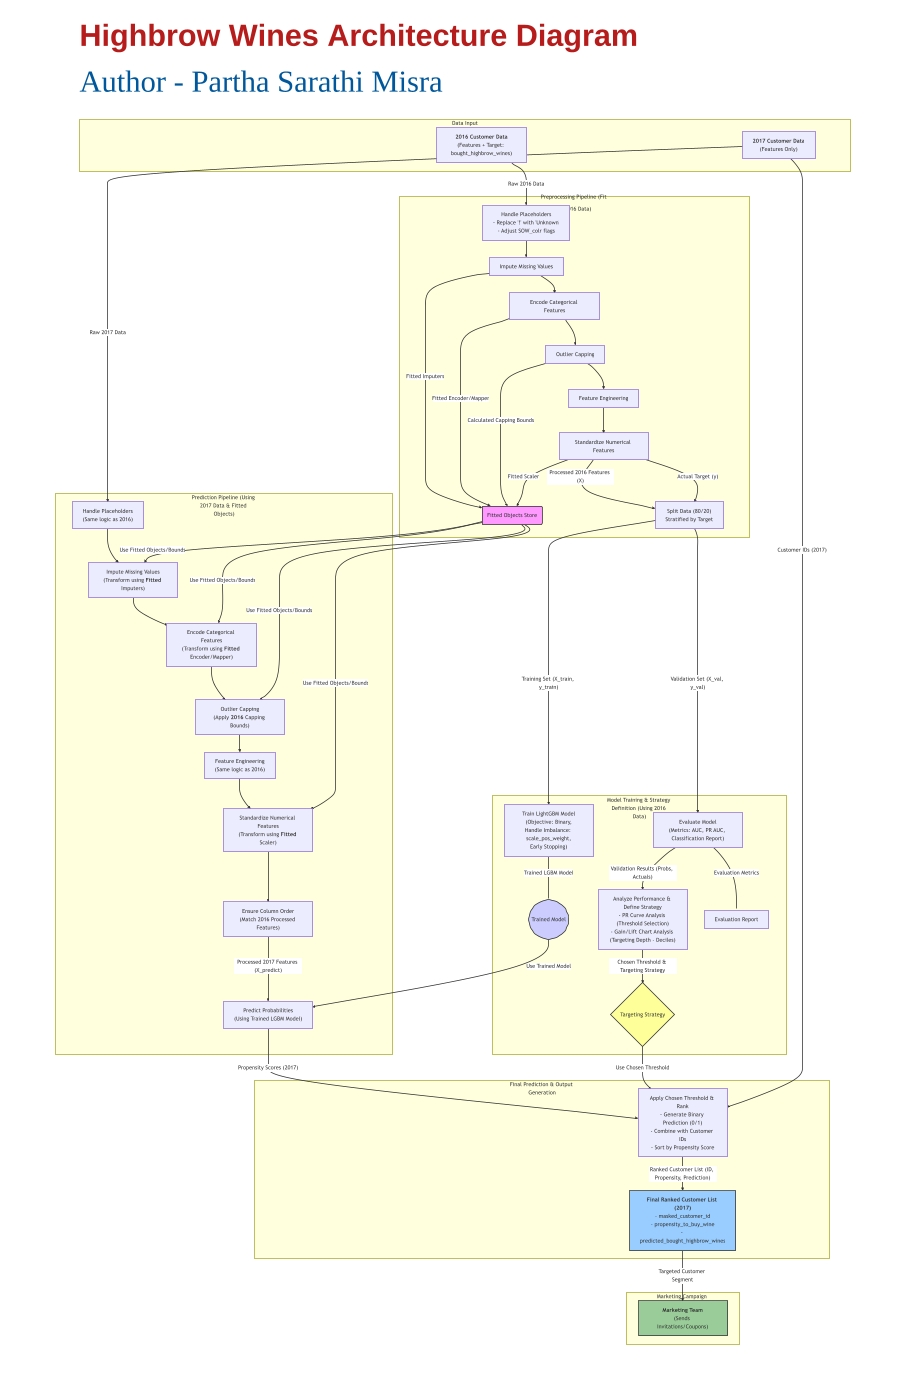 Highbrow Wines Architecture Diagram
Author - Partha Sarathi Misra
Data Input
2016 Customer Data
(Features + Target:
bought_highbrow_wines)
2017 Customer Data
(Features Only)
Raw 2016 Data
Preprocessing Pipeline (Fit
16 Data)
Handle Placeholders
- Replace '?' with 'Unknown
- Adjust SOW_colr flags
Impute Missing Values
Encode Categorical
Features
Raw 2017 Data
Outlier Capping
Fitted Imputers
Fitted Encoder/Mapper
Feature Engineering
Calculated Capping Bounds
Standardize Numerical
Features
Fitted Scaler
Processed 2016 Features
(X)
Actual Target (y)
Prediction Pipeline (Using
2017 Data & Fitted
Objects)
Handle Placeholders
(Same logic as 2016)
Fitted Objects Store
Split Data (80/20)
Stratified by Target
Use Fitted Objects/Bounds
Customer IDs (2017)
Impute Missing Values
(Transform using Fitted
Imputers)
Use Fitted Objects/Bounds
Use Fitted Objects/Bounds
Encode Categorical
Features
(Transform using Fitted
Encoder/Mapper)
Use Fitted Objects/Bounds
Training Set (X_train,
y_train)
Validation Set (X_val,
y_val)
Outlier Capping
(Apply 2016 Capping
Bounds)
Feature Engineering
(Same logic as 2016)
Standardize Numerical
Features
(Transform using Fitted
Scaler)
Model Training & Strategy
Definition (Using 2016
Data)
Train LightGBM Model
(Objective: Binary,
Handle Imbalance:
scale_pos_weight,
Early Stopping)
Evaluate Model
(Metrics: AUC, PR AUC,
Classification Report)
Trained LGBM Model
Validation Results (Probs,
Actuals)
Evaluation Metrics
Ensure Column Order
(Match 2016 Processed
Features)
Trained Model
Analyze Performance &
Define Strategy
- PR Curve Analysis
(Threshold Selection)
- Gain/Lift Chart Analysis
(Targeting Depth - Deciles)
Evaluation Report
Processed 2017 Features
(X_predict)
Use Trained Model
Chosen Threshold &
Targeting Strategy
Predict Probabilities
(Using Trained LGBM Model)
Targeting Strategy
Propensity Scores (2017)
Use Chosen Threshold
Final Prediction & Output
Generation
Apply Chosen Threshold &
Rank
- Generate Binary
Prediction (0/1)
- Combine with Customer
IDs
- Sort by Propensity Score
Ranked Customer List (ID,
Propensity, Prediction)
Final Ranked Customer List
(2017)
- masked_customer_id
- propensity_to_buy_wine
-
predicted_bought_highbrow_wines
Targeted Customer
Segment
Marketing Campaign
Marketing Team
(Sends
Invitations/Coupons)